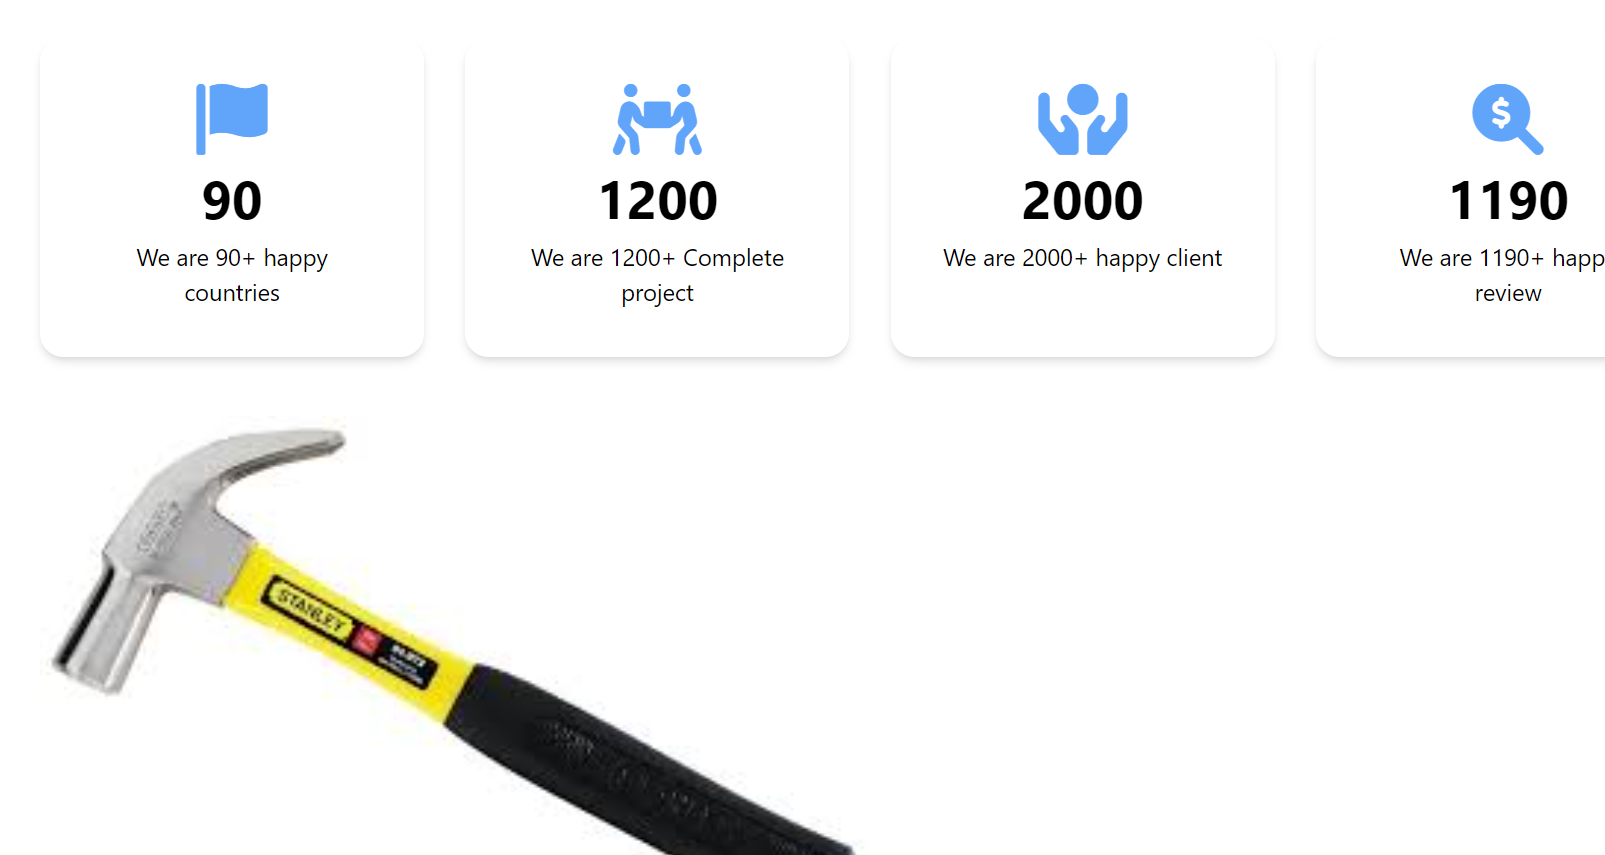 90
We are 90+ happy
countries
1200
We are 1200+ Complete
project
2000
We are 2000+ happy client
$
1190
We are 1190+ happ
review
STANLEY